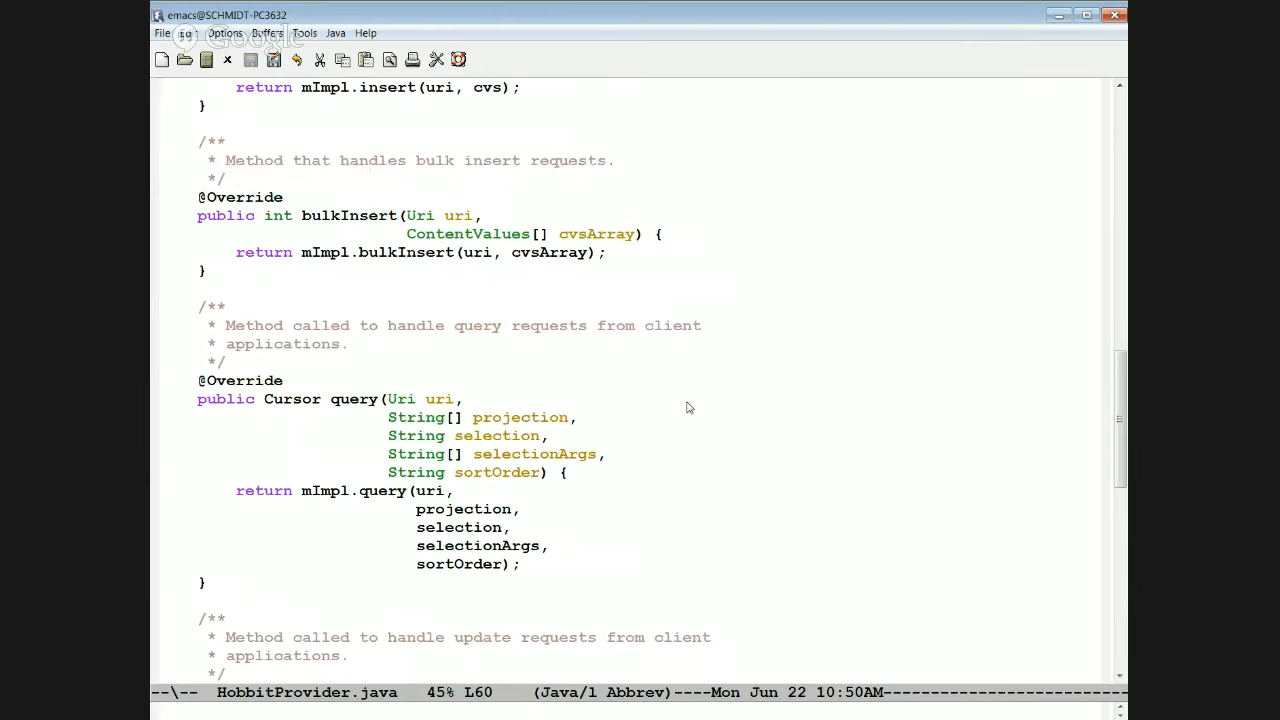 emacs@SCHMIDT-PC3632
File Edit Options Buffers Tools Java Help
Google
return mImpl.insert(uri, cvs);
}
/**
* Method that handles bulk insert requests.
*/
@Override
public int bulkInsert(Uri uri,
ContentValues[] cvsArray) {
return mImpl.bulkInsert(uri, cvsArray);
}
/**
* Method called to handle query requests from client
* applications.
*/
@Override
public Cursor query(Uri uri,
String[] projection,
String selection,
String[] selectionArgs,
String sortOrder) {
return mImpl.query(uri,
projection,
selection,
selectionArgs,
sortOrder);
}
/**
* Method called to handle update requests from client
* applications.
*/
--\-- HobbitProvider.java 45% L60 (Java/l Abbrev)----Mon Jun 22 10:50AM--------------------------